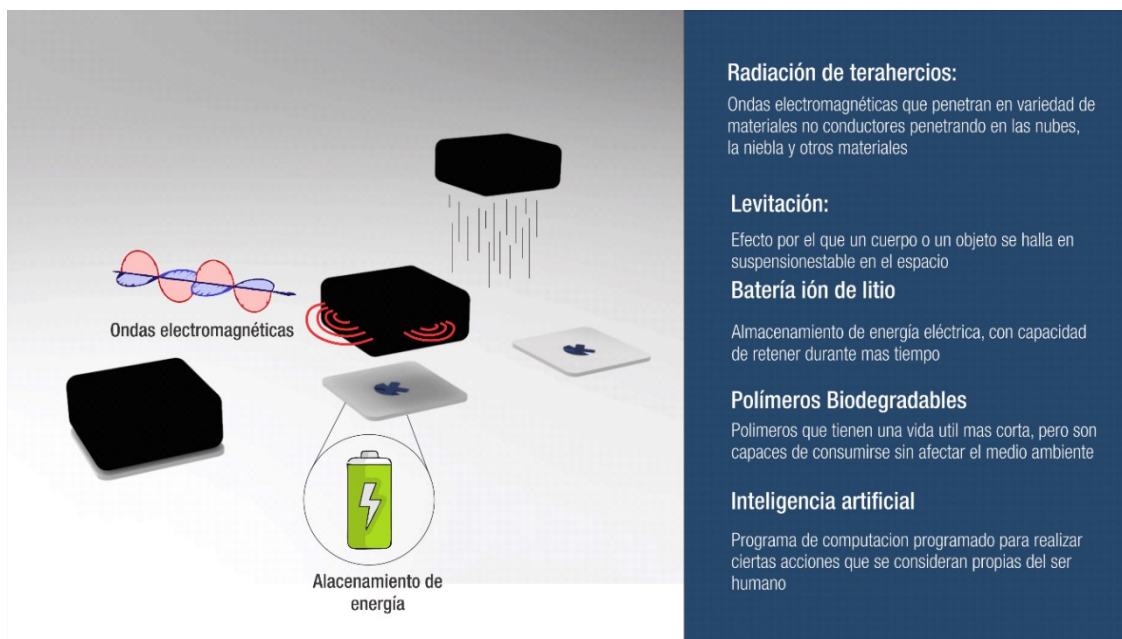 Ondas electromagnéticas
Alacenamiento de
energía
Radiación de terahercios:
Ondas electromagnéticas que penetran en variedad de
materiales no conductores penetrando en las nubes,
la niebla y otros materiales
Levitación:
Efecto por el que un cuerpo o un objeto se halla en
suspensionestable en el espacio
Batería ión de litio
Almacenamiento de energía eléctrica, con capacidad
de retener durante mas tiempo
Polímeros Biodegradables
Polimeros que tienen una vida util mas corta, pero son
capaces de consumirse sin afectar el medio ambiente
Inteligencia artificial
Programa de computacion programado para realizar
ciertas acciones que se consideran propias del ser
humano